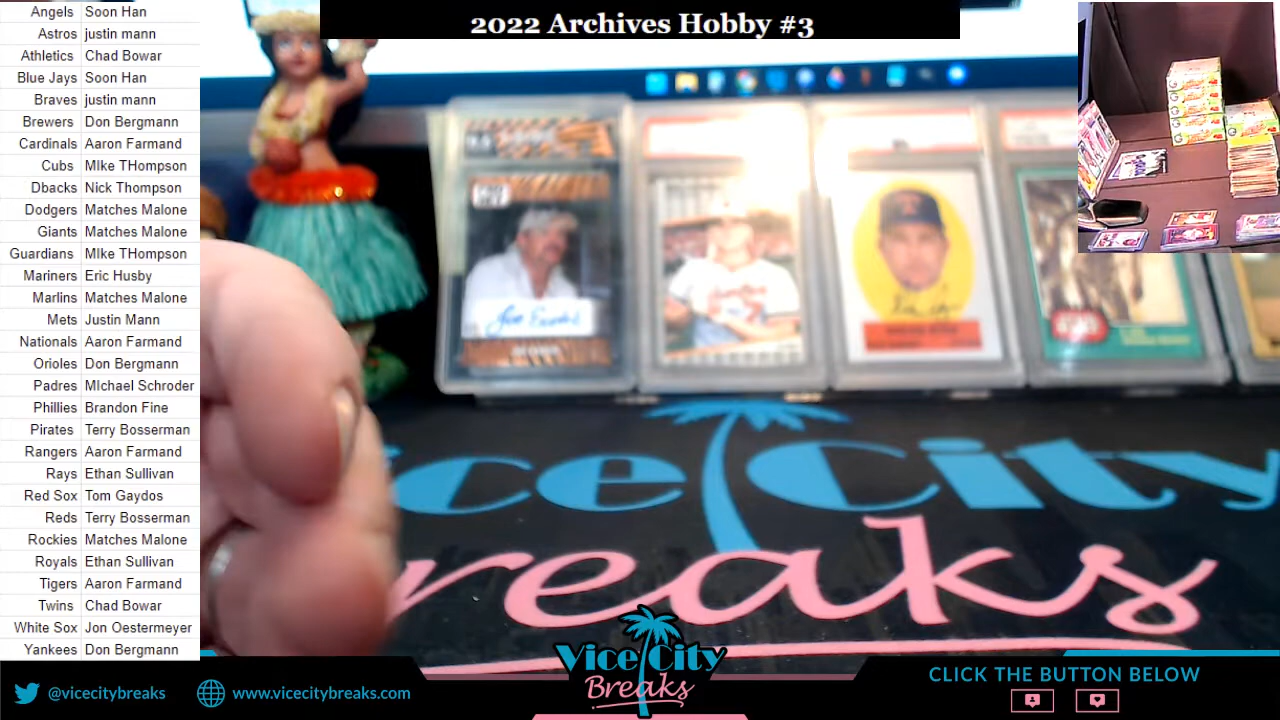 2022 Archives Hobby #3
Angels Soon Han
Astros justin mann
Athletics Chad Bowar
Blue Jays Soon Han
Braves justin mann
Brewers Don Bergmann
Cardinals Aaron Farmand
Cubs MIke THompson
Dbacks Nick Thompson
Dodgers Matches Malone
Giants Matches Malone
Guardians MIke THompson
Mariners Eric Husby
Marlins Matches Malone
Mets Justin Mann
Nationals Aaron Farmand
Orioles Don Bergmann
Padres MIchael Schroder
Phillies Brandon Fine
Pirates Terry Bosserman
Rangers Aaron Farmand
Rays Ethan Sullivan
Red Sox Tom Gaydos
Reds Terry Bosserman
Rockies Matches Malone
Royals Ethan Sullivan
Tigers Aaron Farmand
Twins Chad Bowar
White Sox Jon Oestermeyer
Yankees Don Bergmann
ice City
reaks
Vice City
Breaks
@vicecitybreaks
www.vicecitybreaks.com
CLICK THE BUTTON BELOW